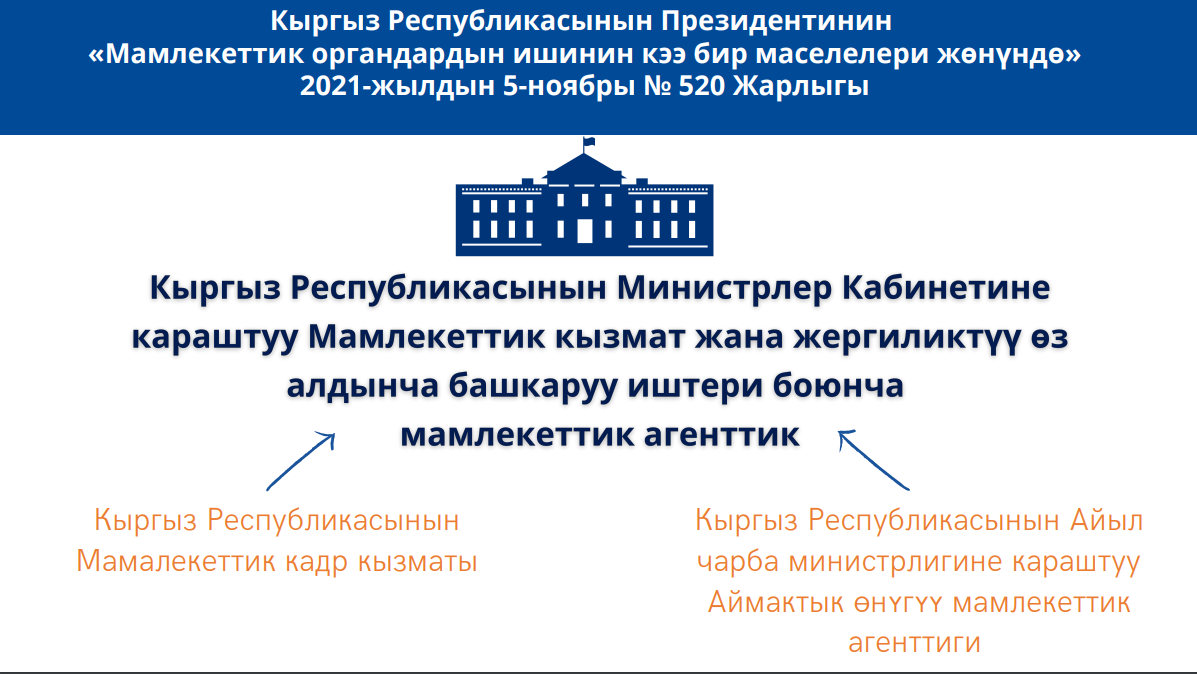 Кыргыз Республикасынын Президентинин
«Мамлекеттик органдардын ишинин кээ бир маселелери жөнүндө»
2021-жылдын 5-ноябры № 520 Жарлыгы
Кыргыз Республикасынын Министрлер Кабинетине
караштуу Мамлекеттик кызмат жана жергиликтүү өз
алдынча башкаруу иштери боюнча
мамлекеттик агенттик
Кыргыз Республикасынын
Мамалекеттик кадр кызматы
Кыргыз Республикасынын Айыл
чарба министрлигине караштуу
Аймактык өнүгүү мамлекеттик
агенттиги